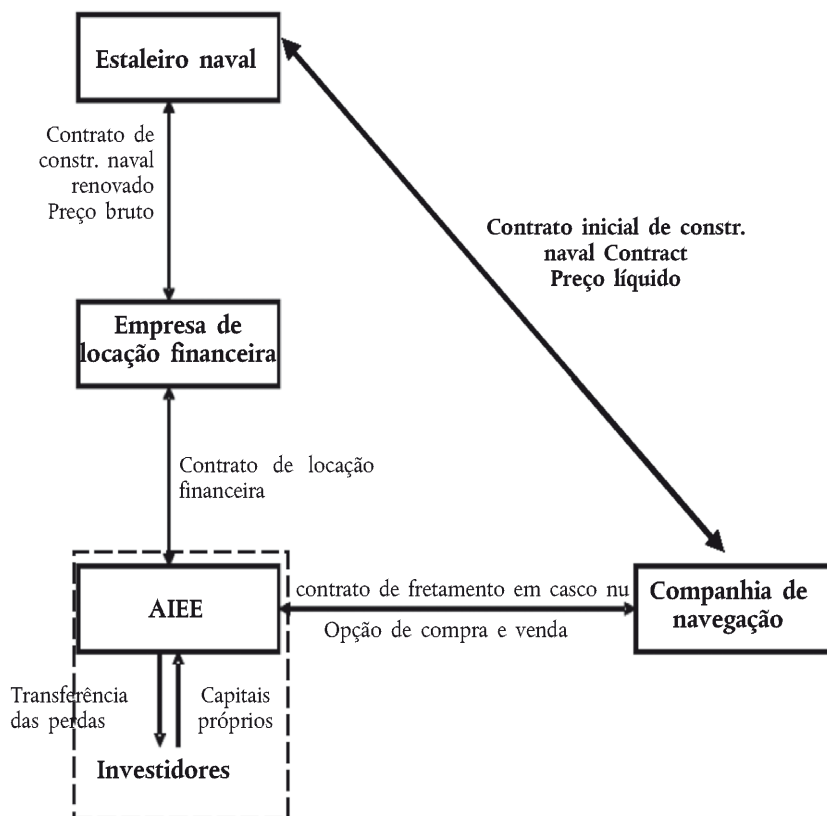 Estaleiro naval
Contrato de
constr. naval
renovado
Preço bruto
Contrato inicial de constr.
naval Contract
Preço líquido
Empresa de
locação financeira
Contrato de locação
financeira
AIEE
contrato de fretamento em casco nu
Opção de compra e venda
Companhia de
navegação
Transferência
das perdas
Capitais
próprios
Investidores